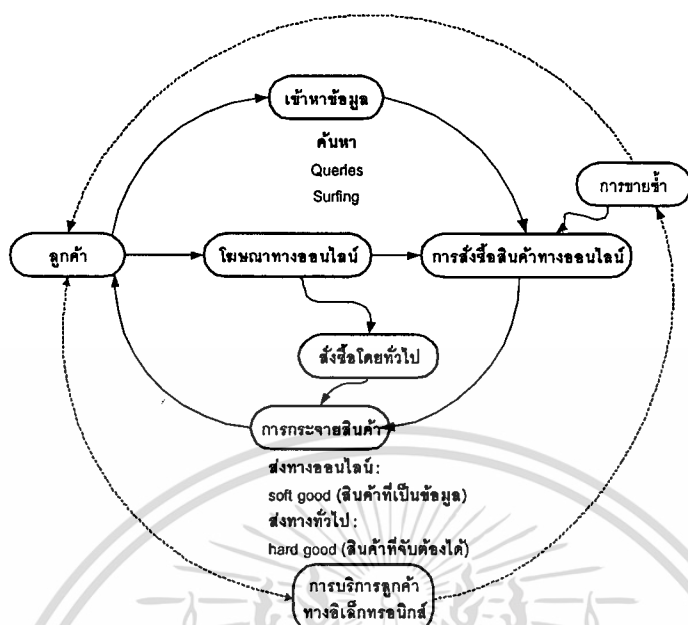 เข้าหาข้อมูล
ค้นหา
Queries
Surfing
การขายซ้ำ
ลูกค้า
โฆษณาทางออนไลน์
การสั่งซื้อสินค้าทางออนไลน์
สั่งซื้อโดยทั่วไป
การกระจายสินค้า
ส่งทางออนไลน์:
soft good (สินค้าที่เป็นข้อมูล)
ส่งทางทั่วไป:
hard good (สินค้าที่จับต้องได้)
การบริการลูกค้า
ทางอิเล็กทรอนิกส์